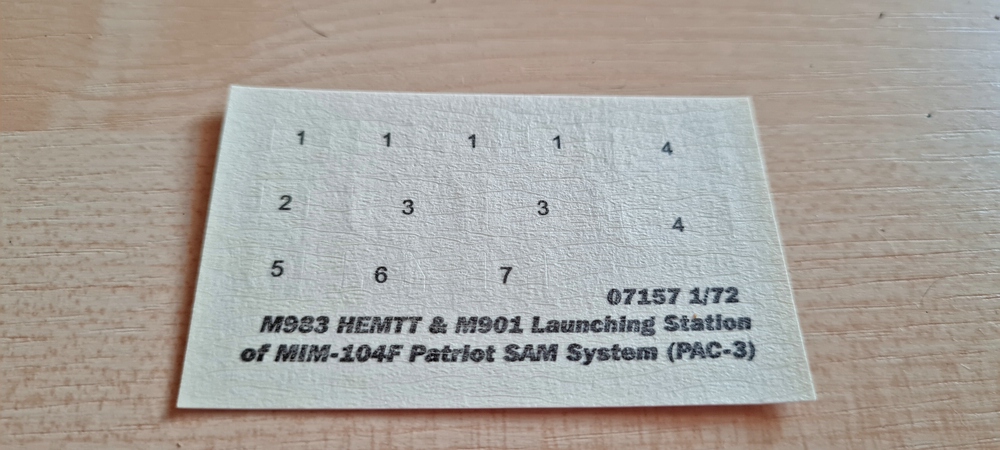 1 1 1 1 4
2 3 3 4
5 6 7
07157 1/72
M983 HEMTT & M901 Launching Station
of MIM-104F Patriot SAM System (PAC-3)